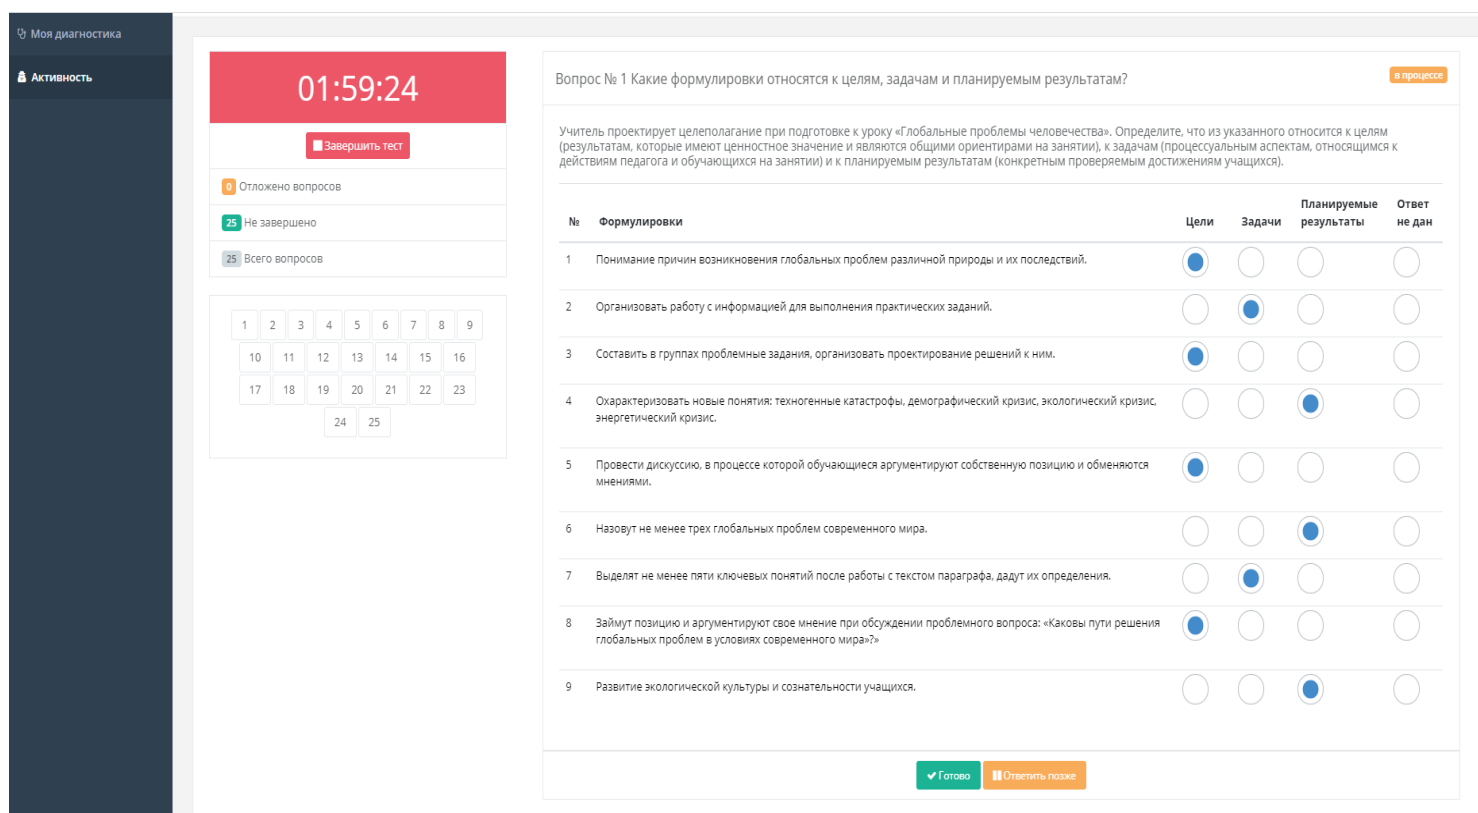 Моя диагностика
Активность
01:59:24
Завершить тест
0 Отложено вопросов
25 Не завершено
25 Всего вопросов
1 2 3 4 5 6 7 8 9
10 11 12 13 14 15 16
17 18 19 20 21 22 23
24 25
Вопрос № 1 Какие формулировки относятся к целям, задачам и планируемым результатам?
в процессе
Учитель проектирует целеполагание при подготовке к уроку «Глобальные проблемы человечества». Определите, что из указанного относится к целям
(результатам, которые имеют ценностное значение и являются общими ориентирами на занятии), к задачам (процессуальным аспектам, относящимся к
действиям педагога и обучающихся на занятии) и к планируемым результатам (конкретным проверяемым достижениям учащихся).
№ Формулировки Цели Задачи Планируемые результаты Ответ не дан
1 Понимание причин возникновения глобальных проблем различной природы и их последствий.
2 Организовать работу с информацией для выполнения практических заданий.
3 Составить в группах проблемные задания, организовать проектирование решений к ним.
4 Охарактеризовать новые понятия: техногенные катастрофы, демографический кризис, экологический кризис,
энергетический кризис.
5 Провести дискуссию, в процессе которой обучающиеся аргументируют собственную позицию и обмениваются
мнениями.
6 Назовут не менее трех глобальных проблем современного мира.
7 Выделят не менее пяти ключевых понятий после работы с текстом параграфа, дадут их определения.
8 Займут позицию и аргументируют свое мнение при обсуждении проблемного вопроса: «Каковы пути решения
глобальных проблем в условиях современного мира»?»
9 Развитие экологической культуры и сознательности учащихся.
Готово
Ответить позже